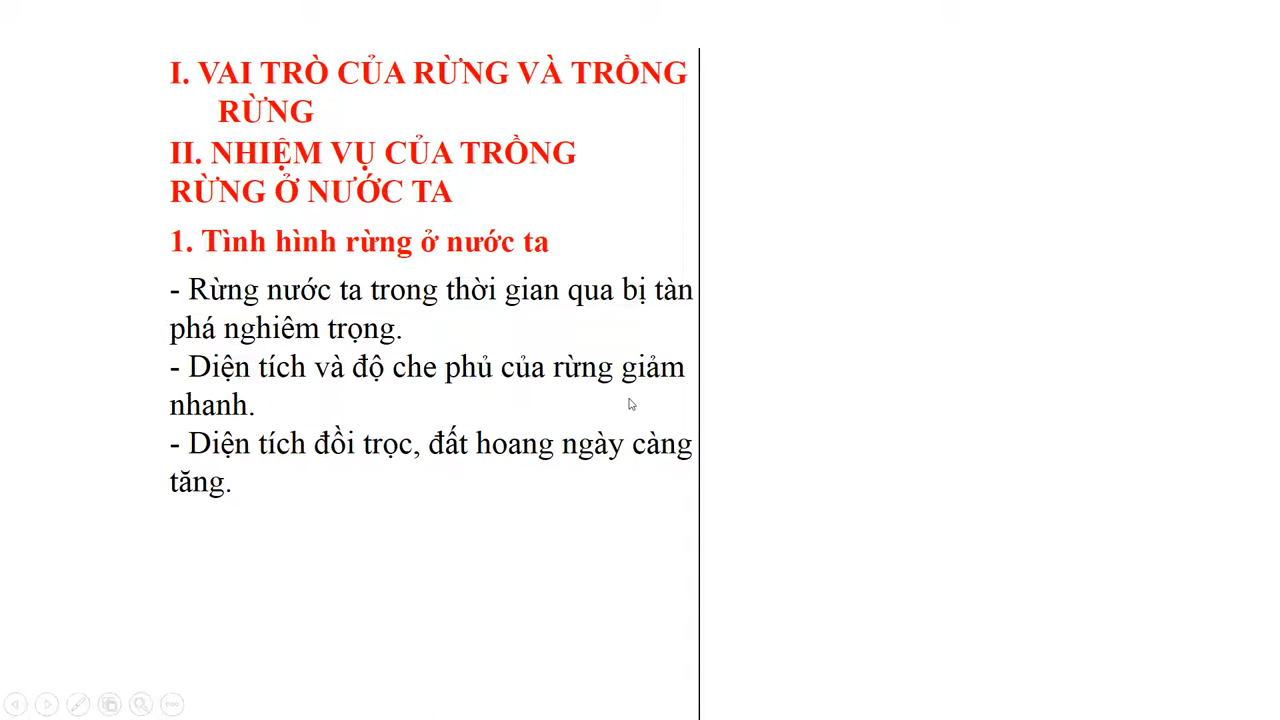 I. VAI TRÒ CỦA RỪNG VÀ TRỒNG
RỪNG
II. NHIỆM VỤ CỦA TRỒNG
RỪNG Ở NƯỚC TA
1. Tình hình rừng ở nước ta
- Rừng nước ta trong thời gian qua bị tàn
phá nghiêm trọng.
- Diện tích và độ che phủ của rừng giảm
nhanh.
- Diện tích đồi trọc, đất hoang ngày càng
tăng.